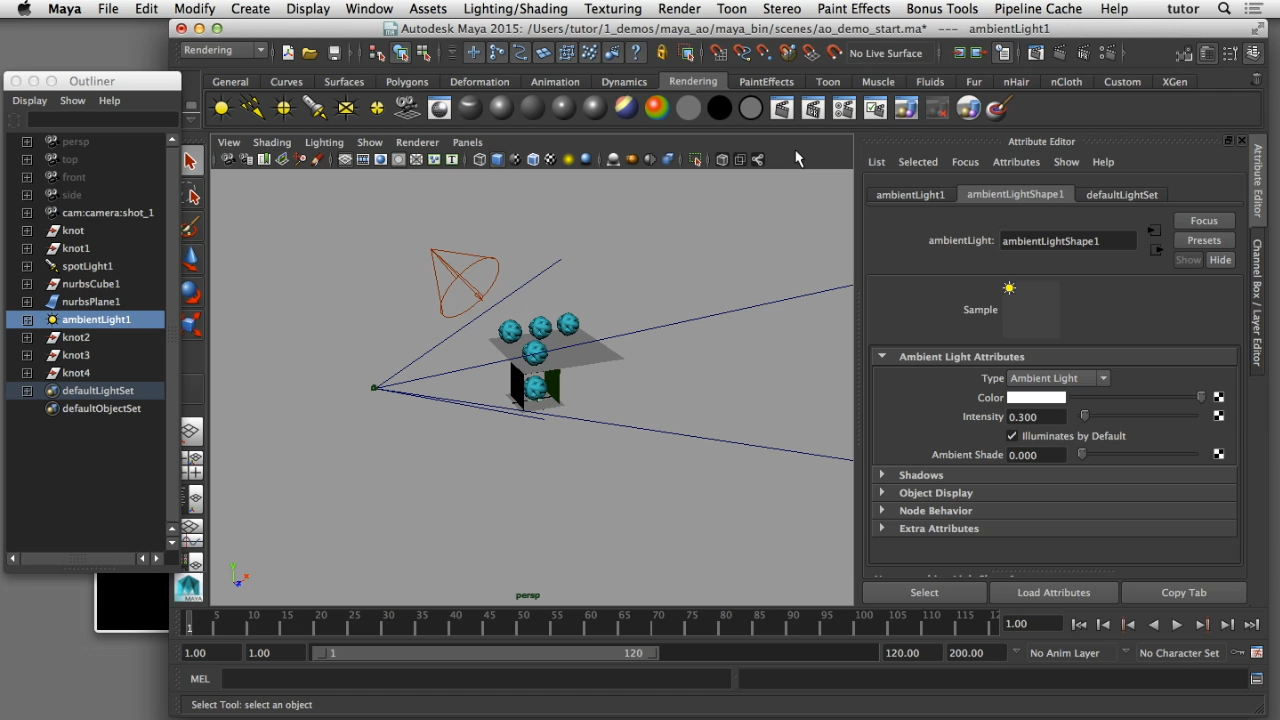 Maya File Edit Modify Create Display Window Assets Lighting/Shading Texturing Render Toon Stereo Paint Effects Bonus Tools Pipeline Cache Help tutor
Autodesk Maya 2015: /Users/tutor/1_demos/maya_ao/maya_bin/scenes/ao_demo_start.ma* --- ambientLight1
Rendering No Live Surface
Outliner
General Curves Surfaces Polygons Deformation Animation Dynamics Rendering PaintEffects Toon Muscle Fluids Fur nHair nCloth Custom XGen
Display Show Help
View Shading Lighting Show Renderer Panels
persp
top
front
side
cam:camera:shot_1
knot
knot1
spotLight1
nurbsCube1
nurbsPlane1
ambientLight1
knot2
knot3
knot4
defaultLightSet
defaultObjectSet
persp
MAYA
Attribute Editor
List Selected Focus Attributes Show Help
ambientLight1 ambientLightShape1 defaultLightSet
Focus
ambientLight: ambientLightShape1 Presets
Show Hide
Sample
Ambient Light Attributes
Type Ambient Light
Color
Intensity 0.300
Illuminates by Default
Ambient Shade 0.000
Shadows
Object Display
Node Behavior
Extra Attributes
Select Load Attributes Copy Tab
Attribute Editor
Channel Box / Layer Editor
5 10 15 20 25 30 35 40 45 50 55 60 65 70 75 80 85 90 95 100 105 110 115 12
1 1.00
1.00 1.00 1 120 120.00 200.00 No Anim Layer No Character Set
MEL
Select Tool: select an object